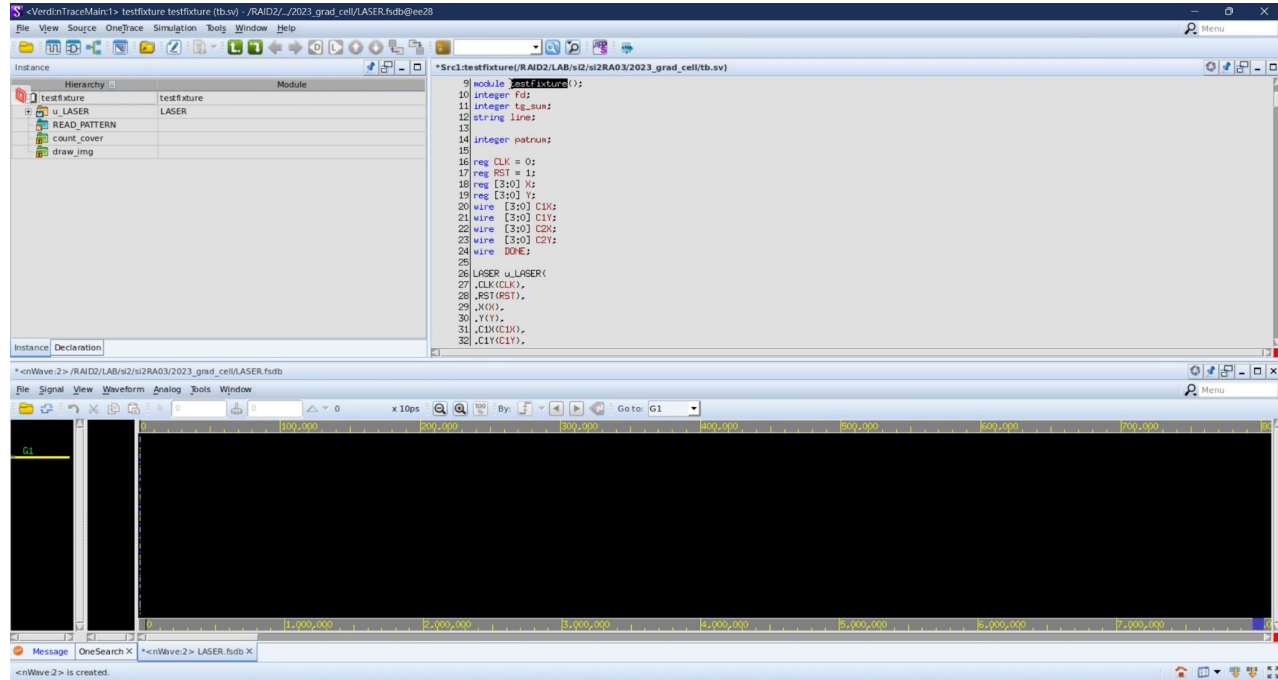 <Verdi:nTraceMain:1> testfixture testfixture (tb.sv) - /RAID2/../2023_grad_cell/LASER.fsdb@ee28
File View Source OneTrace Simulation Tools Window Help
Menu
Instance
*Src1:testfixture(/RAID2/LAB/si2/si2RA03/2023_grad_cell/tb.sv)
Hierarchy Module
testfixture testfixture
u_LASER LASER
READ_PATTERN
count_cover
draw_img
9 module testfixture();
10 integer fd;
11 integer tg_sum;
12 string line;
13
14 integer patnum;
15
16 reg CLK = 0;
17 reg RST = 1;
18 reg [3:0] X;
19 reg [3:0] Y;
20 wire [3:0] C1X;
21 wire [3:0] C1Y;
22 wire [3:0] C2X;
23 wire [3:0] C2Y;
24 wire DONE;
25
26 LASER u_LASER(
27 .CLK(CLK),
28 .RST(RST),
29 .X(X),
30 .Y(Y),
31 .C1X(C1X),
32 .C1Y(C1Y),
Instance Declaration
*<nWave:2> /RAID2/LAB/si2/si2RA03/2023_grad_cell/LASER.fsdb
File Signal View Waveform Analog Tools Window
Menu
0 0 0 x 10ps 100 By: Go to: G1
0 100,000 200,000 300,000 400,000 500,000 600,000 700,000
G1
0 1,000,000 2,000,000 3,000,000 4,000,000 5,000,000 6,000,000 7,000,000
Message OneSearch X *<nWave:2> LASER.fsdb X
<nWave:2> is created.